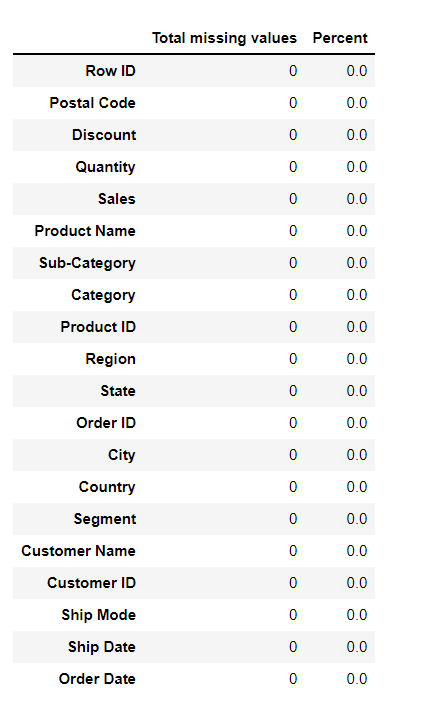 Total missing values Percent
Row ID 0 0.0
Postal Code 0 0.0
Discount 0 0.0
Quantity 0 0.0
Sales 0 0.0
Product Name 0 0.0
Sub-Category 0 0.0
Category 0 0.0
Product ID 0 0.0
Region 0 0.0
State 0 0.0
Order ID 0 0.0
City 0 0.0
Country 0 0.0
Segment 0 0.0
Customer Name 0 0.0
Customer ID 0 0.0
Ship Mode 0 0.0
Ship Date 0 0.0
Order Date 0 0.0